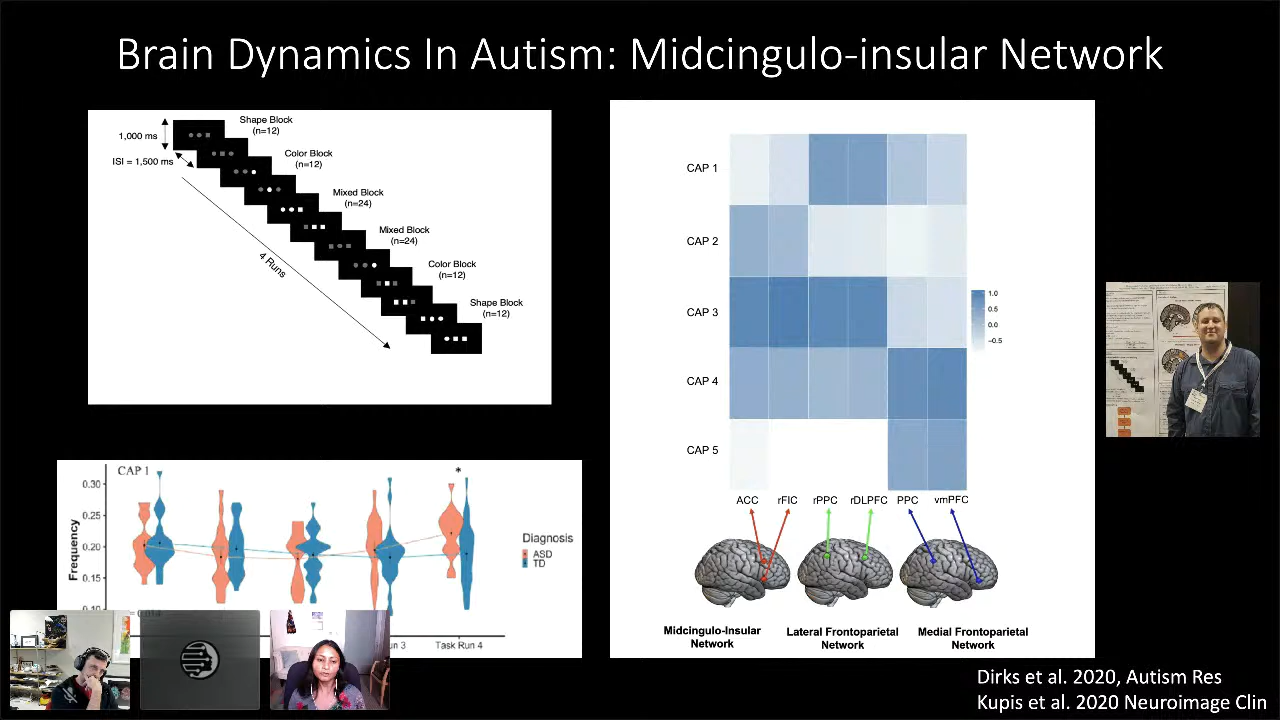 Brain Dynamics In Autism: Midcingulo-insular Network
1,000 ms
ISI = 1,500 ms
4 Runs
Shape Block
(n=12)
Color Block
(n=12)
Mixed Block
(n=24)
Mixed Block
(n=24)
Color Block
(n=12)
Shape Block
(n=12)
CAP 1
CAP 2
CAP 3
CAP 4
CAP 5
1.0
0.5
0.0
−0.5
ACC rFIC rPPC rDLPFC PPC vmPFC
Midcingulo-Insular
Network
Lateral Frontoparietal
Network
Medial Frontoparietal
Network
CAP 1
*
Frequency
0.30
0.25
0.20
0.15
0.10
Diagnosis
ASD
TD
Task Run 4
Dirks et al. 2020, Autism Res
Kupis et al. 2020 Neuroimage Clin